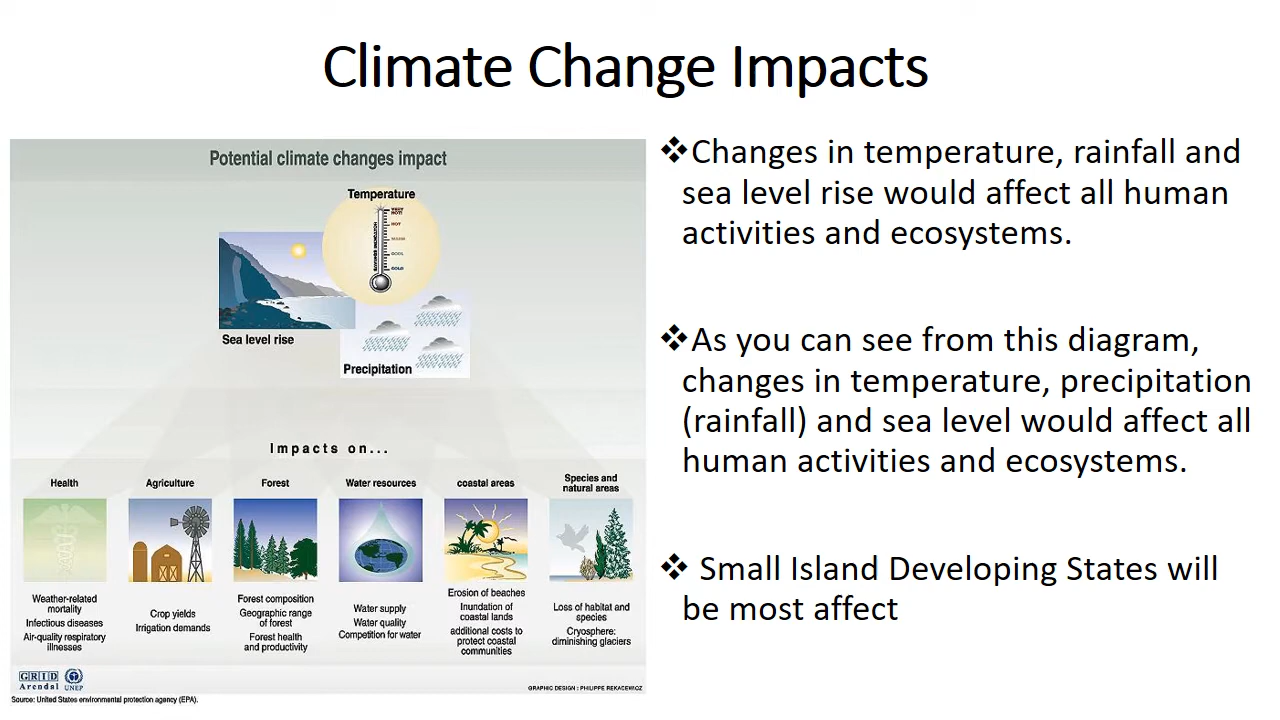 Climate Change Impacts
Potential climate changes impact
Temperature
HOT
WARM
COOL
COLD
Sea level rise
Precipitation
Impacts on...
Health
Agriculture
Forest
Water resources
coastal areas
Species and
natural areas
Weather-related
mortality
Infectious diseases
Air-quality respiratory
illnesses
Crop yields
Irrigation demands
Forest composition
Geographic range
of forest
Forest health
and productivity
Water supply
Water quality
Competition for water
Erosion of beaches
Inundation of
coastal lands
additional costs to
protect coastal
communities
Loss of habitat and
species
Cryosphere:
diminishing glaciers
GRID
Arendal
UNEP
GRAPHIC DESIGN : PHILIPPE REKACEWICZ
Source: United States environmental protection agency (EPA).
❖Changes in temperature, rainfall and
sea level rise would affect all human
activities and ecosystems.
❖As you can see from this diagram,
changes in temperature, precipitation
(rainfall) and sea level would affect all
human activities and ecosystems.
❖ Small Island Developing States will
be most affect